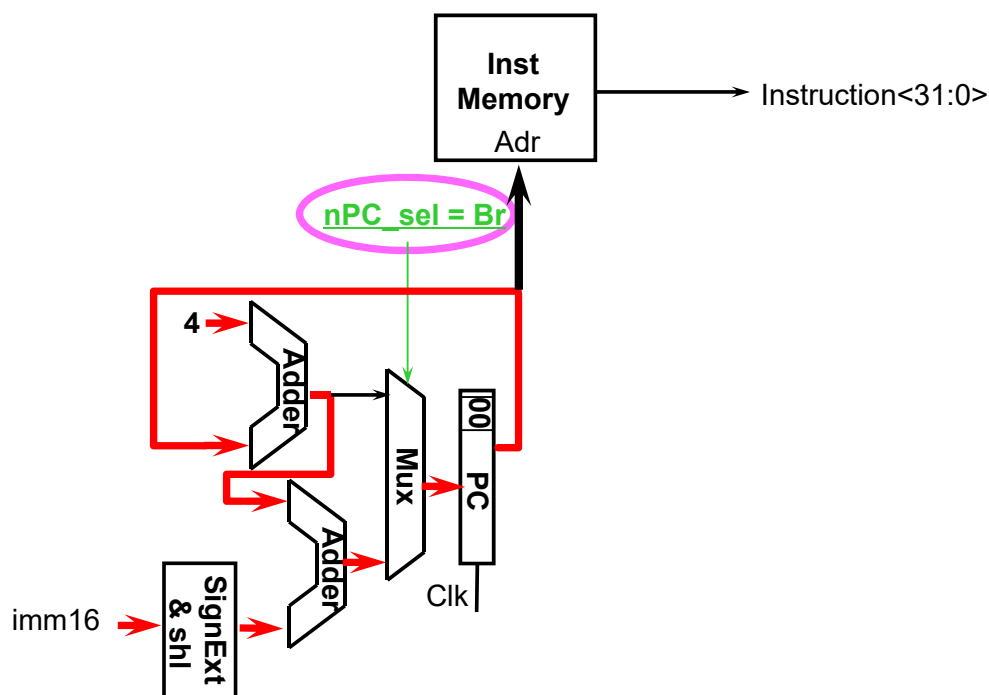 Inst
Memory
Adr
Instruction<31:0>
nPC_sel = Br
4
Adder
00
Mux
PC
Adder
Clk
imm16
SignExt
& shl